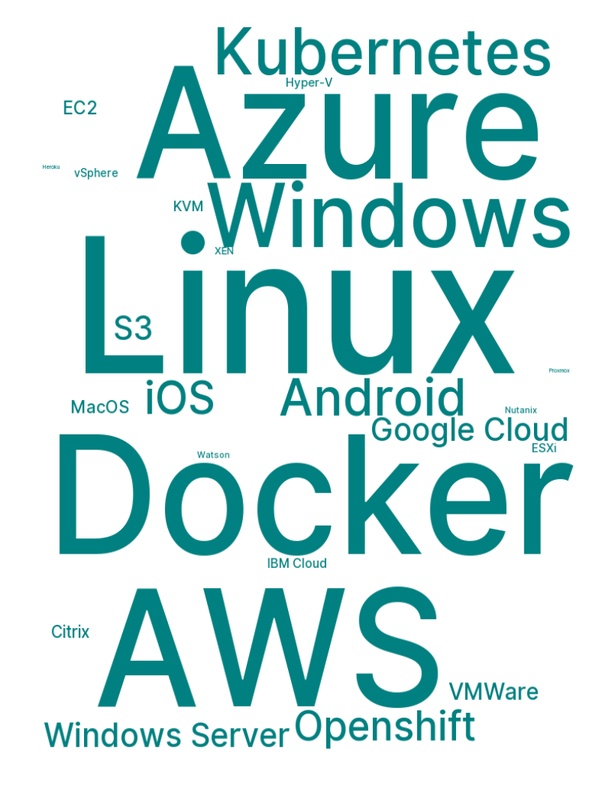 Kubernetes
Hyper-V
Azure
EC2
Heroku
vSphere
KVM
Windows
XEN
Linux
S3
Proxmox
iOS
Android
MacOS
Nutanix
Google Cloud
ESXi
Docker
Watson
IBM Cloud
AWS
Citrix
VMWare
Openshift
Windows Server